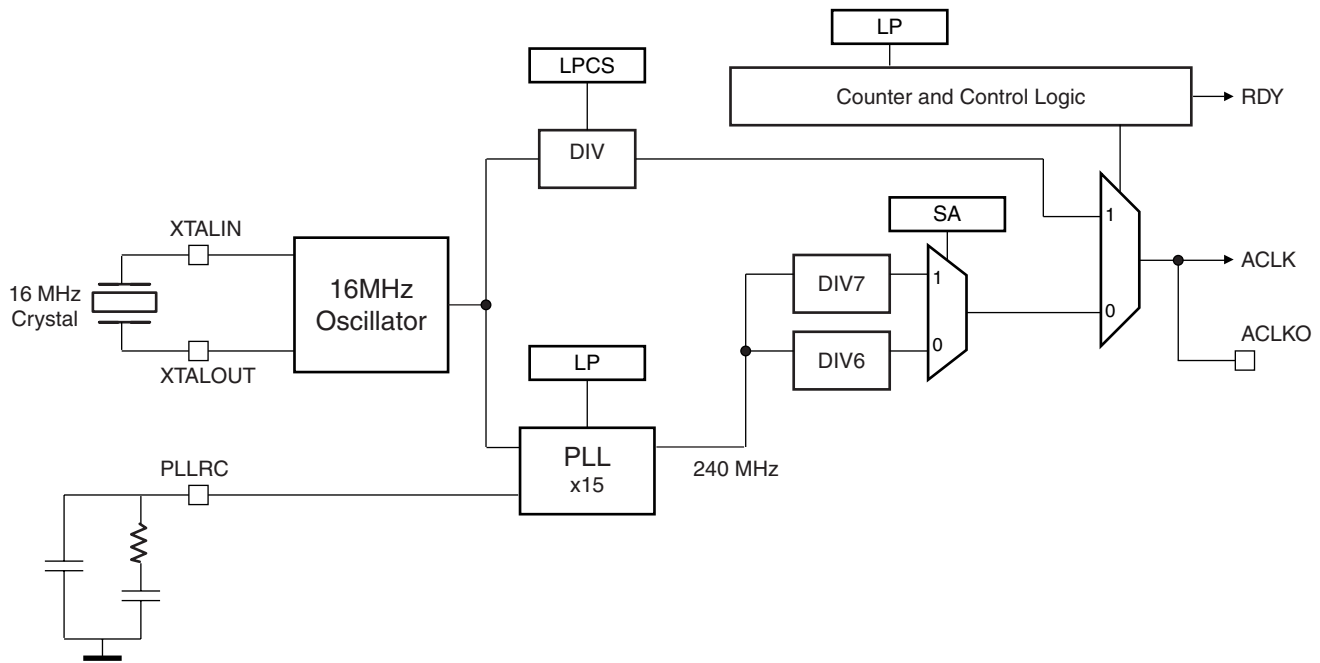 LP
LPCS
Counter and Control Logic
RDY
DIV
SA
1
XTALIN
16 MHz
Crystal
16MHz
Oscillator
XTALOUT
DIV7
1
ACLK
DIV6
0
0
ACLKO
LP
PLL
x15
240 MHz
PLLRC